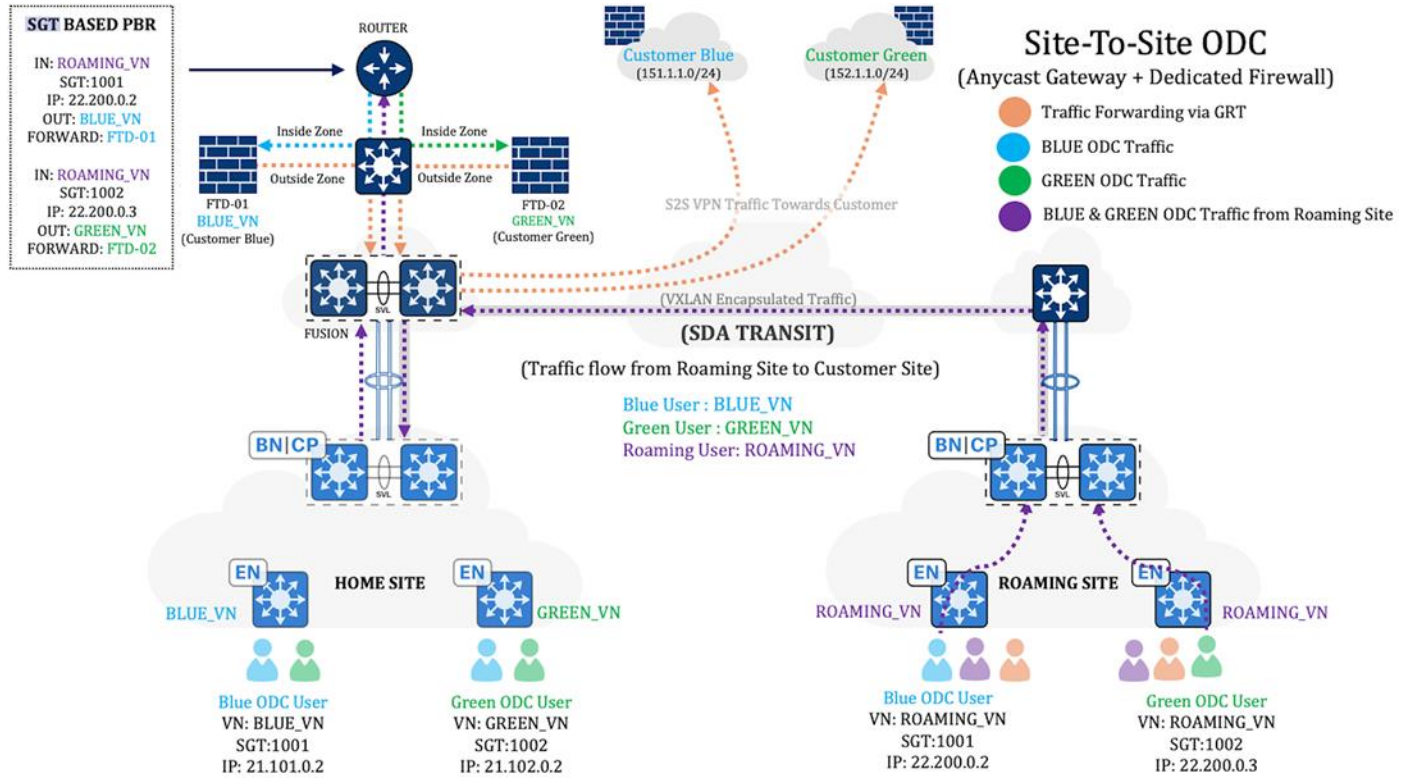 SGT BASED PBR
IN: ROAMING_VN
SGT:1001
IP: 22.200.0.2
OUT: BLUE_VN
FORWARD: FTD-01
IN: ROAMING_VN
SGT:1002
IP: 22.200.0.3
OUT: GREEN_VN
FORWARD: FTD-02
ROUTER
Inside Zone
Inside Zone
Outside Zone
Outside Zone
FTD-01
BLUE_VN
(Customer Blue)
FTD-02
GREEN_VN
(Customer Green)
Customer Blue
(151.1.1.0/24)
Customer Green
(152.1.1.0/24)
Site-To-Site ODC
(Anycast Gateway + Dedicated Firewall)
Traffic Forwarding via GRT
BLUE ODC Traffic
GREEN ODC Traffic
BLUE & GREEN ODC Traffic from Roaming Site
S2S VPN Traffic Towards Customer
SVL
FUSION
(VXLAN Encapsulated Traffic)
(SDA TRANSIT)
(Traffic flow from Roaming Site to Customer Site)
Blue User : BLUE_VN
Green User : GREEN_VN
Roaming User: ROAMING_VN
BN|CP
SVL
BN|CP
SVL
HOME SITE
EN
BLUE_VN
EN
GREEN_VN
Blue ODC User
VN: BLUE_VN
SGT:1001
IP: 21.101.0.2
Green ODC User
VN: GREEN_VN
SGT:1002
IP: 21.102.0.2
ROAMING SITE
EN
ROAMING_VN
EN
ROAMING_VN
Blue ODC User
VN: ROAMING_VN
SGT:1001
IP: 22.200.0.2
Green ODC User
VN: ROAMING_VN
SGT:1002
IP: 22.200.0.3